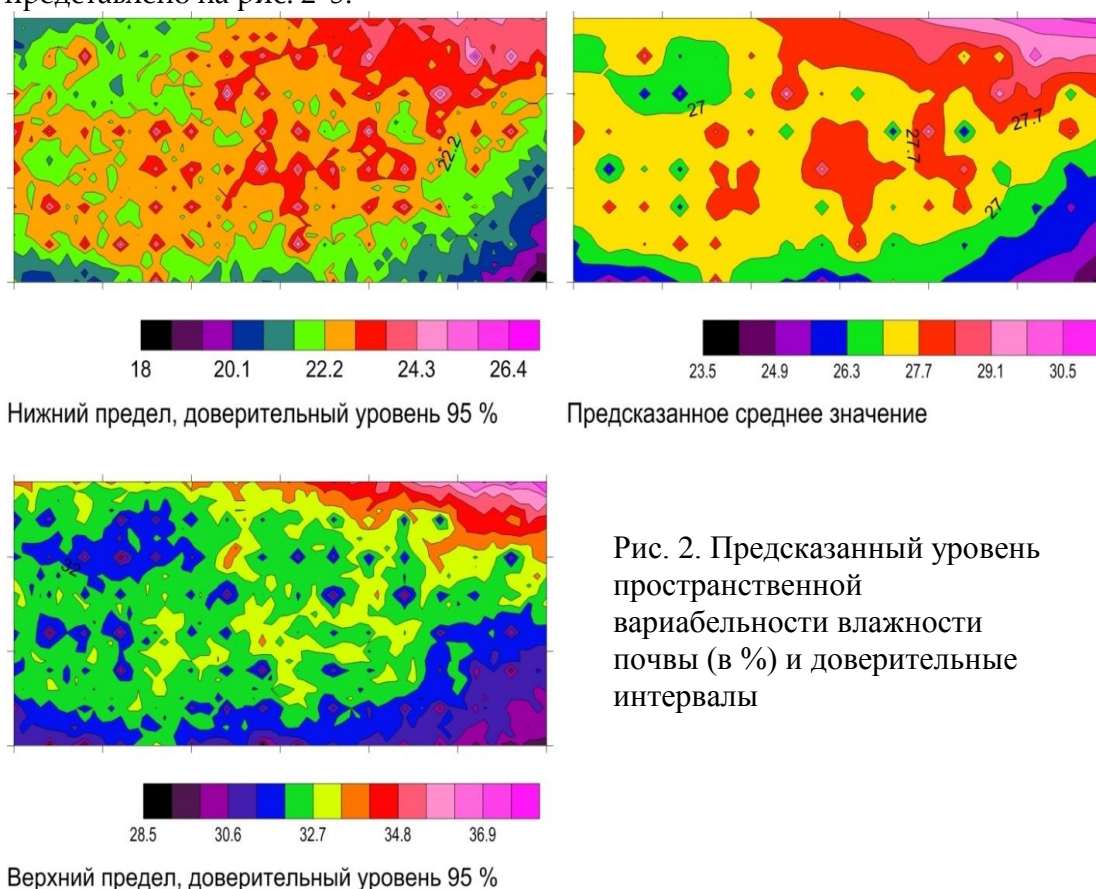 представлено на рис. 2-3.
22.2
18 20.1 22.2 24.3 26.4
Нижний предел, доверительный уровень 95 %
27
27.7
27.7
27
23.5 24.9 26.3 27.7 29.1 30.5
Предсказанное среднее значение
32
28.5 30.6 32.7 34.8 36.9
Верхний предел, доверительный уровень 95 %
Рис. 2. Предсказанный уровень
пространственной
вариабельности влажности
почвы (в %) и доверительные
интервалы